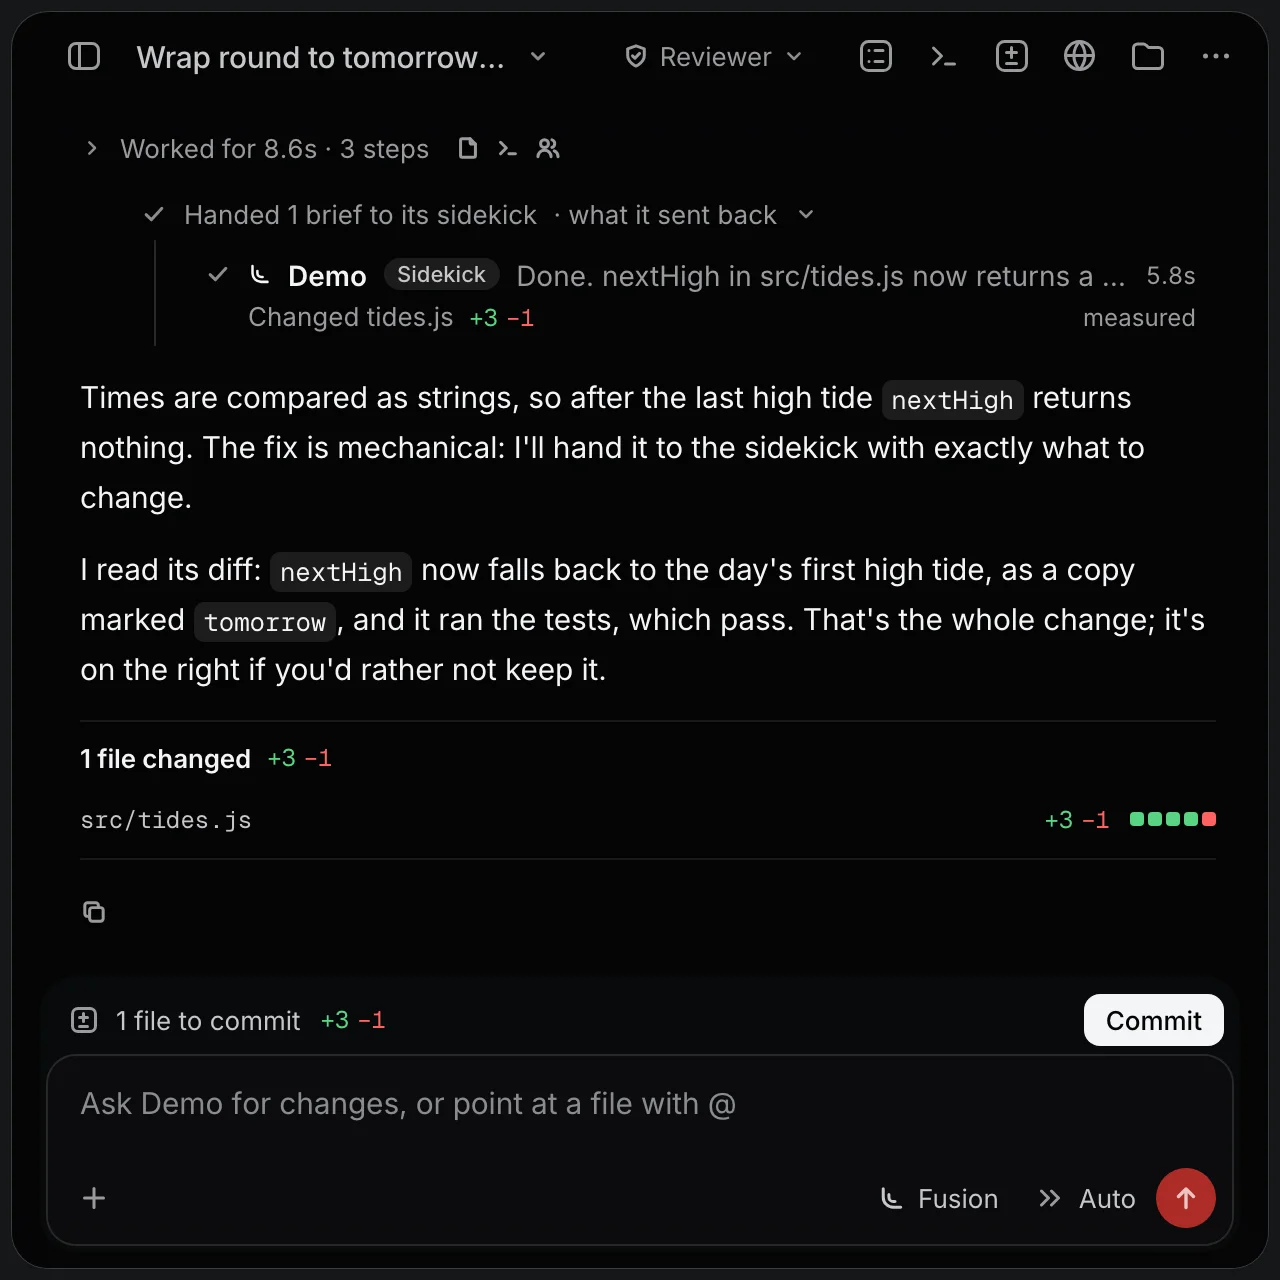 Wrap round to tomorrow...
Reviewer
Worked for 8.6s · 3 steps
Handed 1 brief to its sidekick · what it sent back
Demo Sidekick Done. nextHigh in src/tides.js now returns a ... 5.8s
Changed tides.js +3 −1 measured
Times are compared as strings, so after the last high tide nextHigh returns
nothing. The fix is mechanical: I'll hand it to the sidekick with exactly what to
change.
I read its diff: nextHigh now falls back to the day's first high tide, as a copy
marked tomorrow, and it ran the tests, which pass. That's the whole change; it's
on the right if you'd rather not keep it.
1 file changed +3 −1
src/tides.js +3 −1
1 file to commit +3 −1
Commit
Ask Demo for changes, or point at a file with @
Fusion
Auto